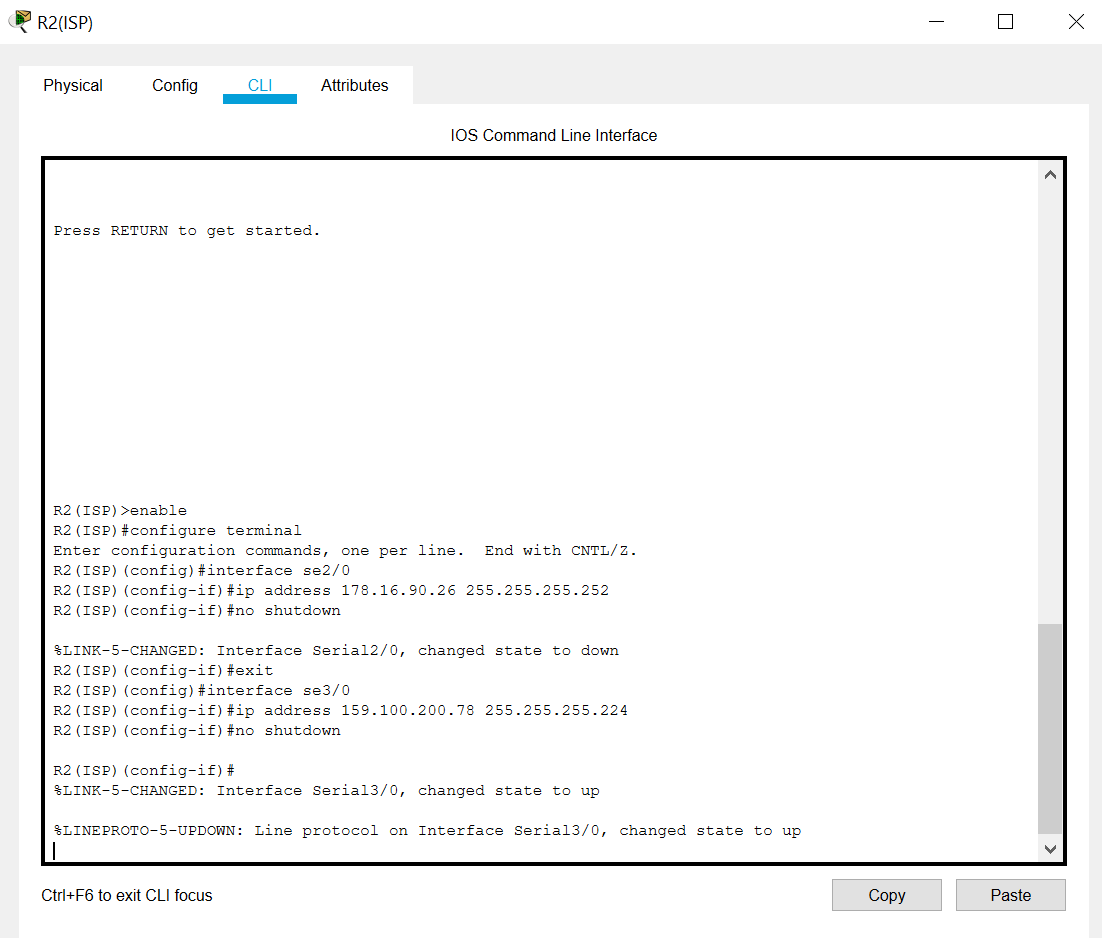 R2(ISP)
Physical Config CLI Attributes
IOS Command Line Interface
Press RETURN to get started.
R2(ISP)>enable
R2(ISP)#configure terminal
Enter configuration commands, one per line.  End with CNTL/Z.
R2(ISP)(config)#interface se2/0
R2(ISP)(config-if)#ip address 178.16.90.26 255.255.255.252
R2(ISP)(config-if)#no shutdown
%LINK-5-CHANGED: Interface Serial2/0, changed state to down
R2(ISP)(config-if)#exit
R2(ISP)(config)#interface se3/0
R2(ISP)(config-if)#ip address 159.100.200.78 255.255.255.224
R2(ISP)(config-if)#no shutdown
R2(ISP)(config-if)#
%LINK-5-CHANGED: Interface Serial3/0, changed state to up
%LINEPROTO-5-UPDOWN: Line protocol on Interface Serial3/0, changed state to up
Ctrl+F6 to exit CLI focus
Copy Paste